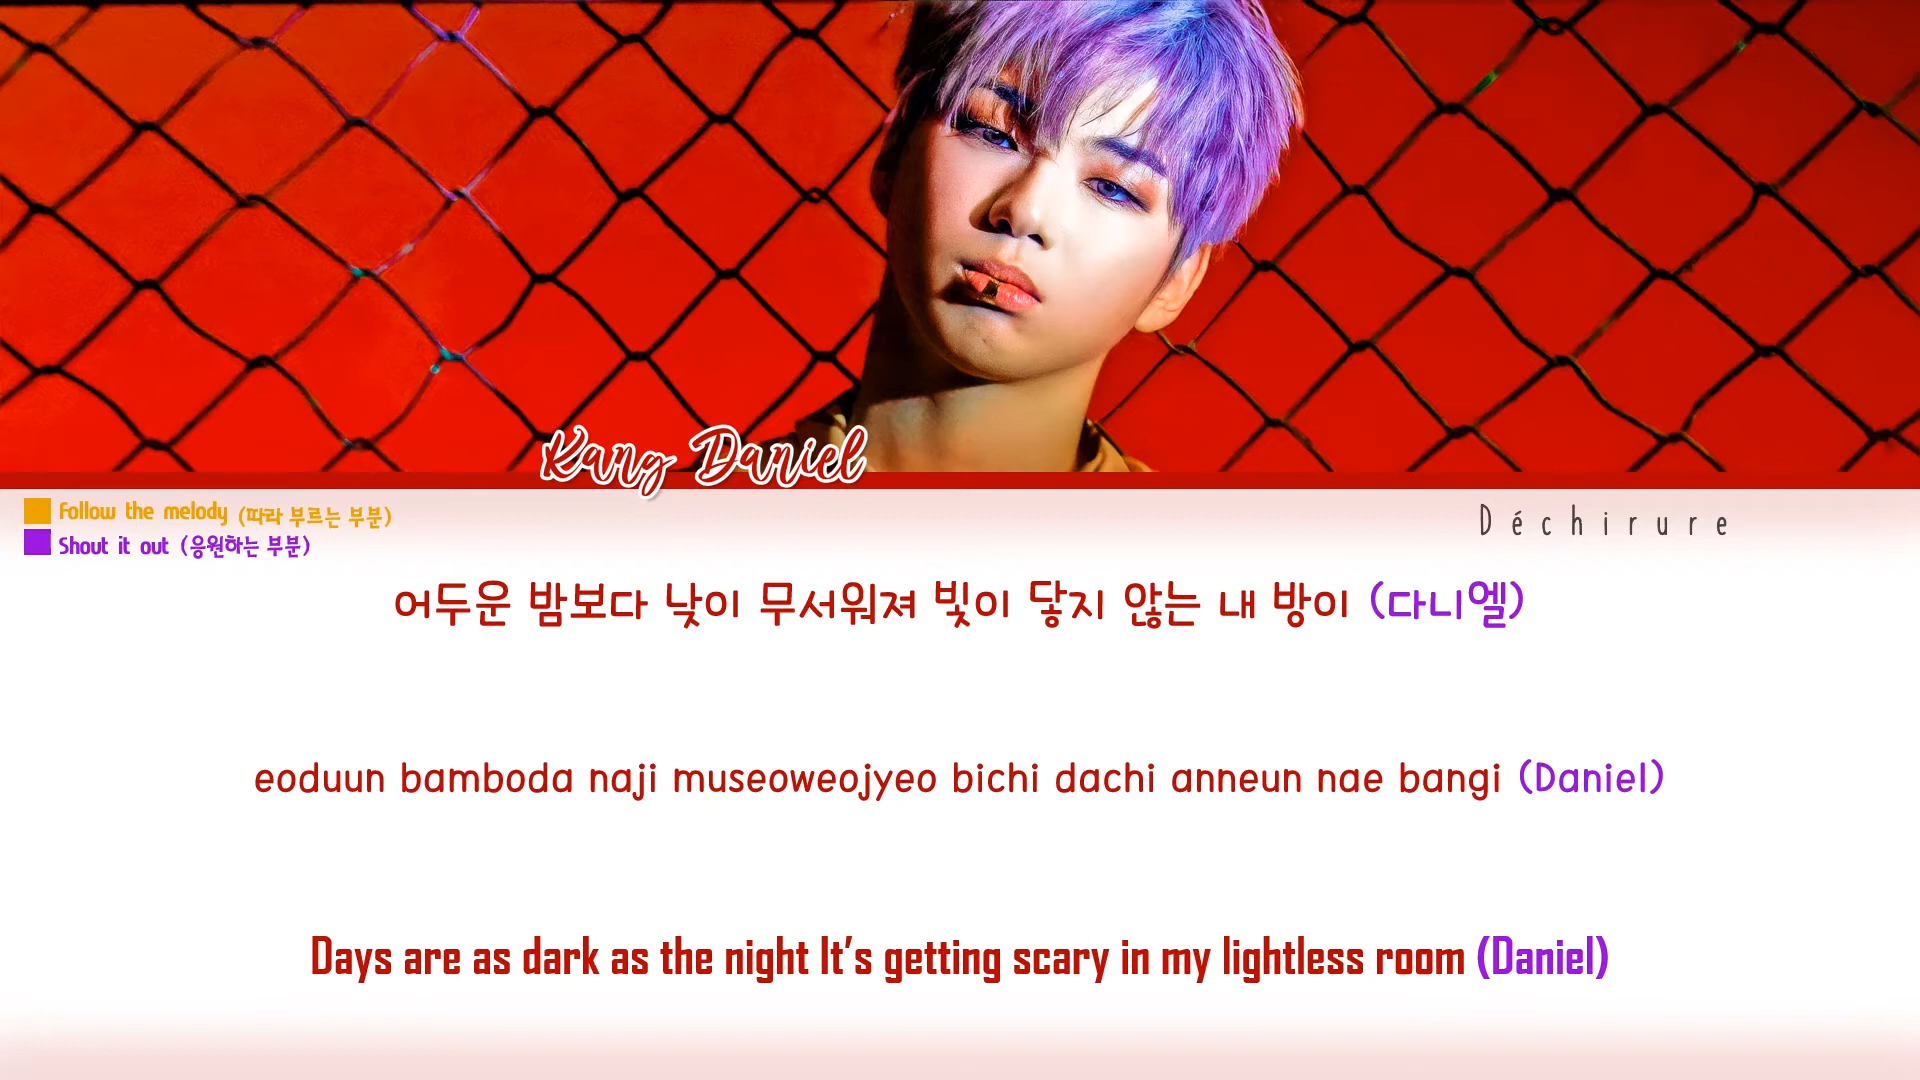 Kang Daniel
Follow the melody (따라 부르는 부분)
Shout it out (응원하는 부분)
Déchirure
어두운 밤보다 낮이 무서워져 빛이 닿지 않는 내 방이 (다니엘)
eoduun bamboda naji museoweojyeo bichi dachi anneun nae bangi (Daniel)
Days are as dark as the night It's getting scary in my lightless room (Daniel)